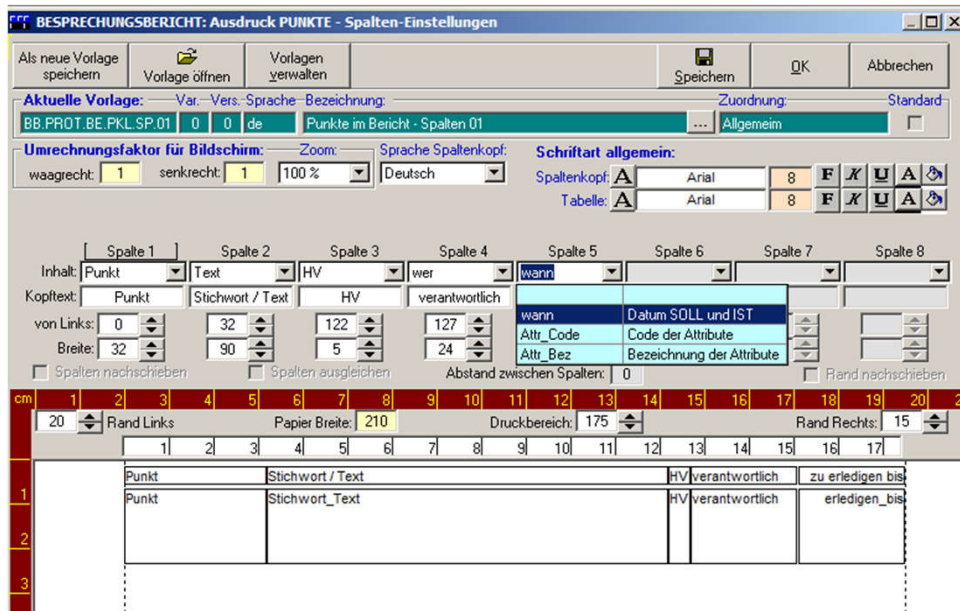 BESPRECHUNGSBERICHT: Ausdruck PUNKTE - Spalten-Einstellungen
Als neue Vorlage speichern Vorlage öffnen Vorlagen verwalten Speichern OK Abbrechen
Aktuelle Vorlage: Var. Vers. Sprache Bezeichnung: Zuordnung: Standard
BB.PROT.BE.PKL.SP.01 0 0 de Punkte im Bericht - Spalten 01 ... Allgemeim
Umrechnungsfaktor für Bildschirm: Zoom: Sprache Spaltenkopf: Schriftart allgemein:
waagrecht: 1 senkrecht: 1 100 % Deutsch Spaltenkopf: A Arial 8 F K U A
Tabelle: A Arial 8 F K U A
[ Spalte 1 ] Spalte 2 Spalte 3 Spalte 4 Spalte 5 Spalte 6 Spalte 7 Spalte 8
Inhalt: Punkt Text HV wer wann
Kopftext: Punkt Stichwort / Text HV verantwortlich
wann Datum SOLL und IST
Attr_Code Code der Attribute
Attr_Bez Bezeichnung der Attribute
von Links: 0 32 122 127
Breite: 32 90 5 24
Spalten nachschieben Spalten ausgleichen Abstand zwischen Spalten: 0 Rand nachschieben
cm 1 2 3 4 5 6 7 8 9 10 11 12 13 14 15 16 17 18 19 20 2
20 Rand Links Papier Breite: 210 Druckbereich: 175 Rand Rechts: 15
1 2 3 4 5 6 7 8 9 10 11 12 13 14 15 16 17
Punkt Stichwort / Text HV verantwortlich zu erledigen bis
1 Punkt Stichwort_Text HV verantwortlich erledigen_bis
2
3